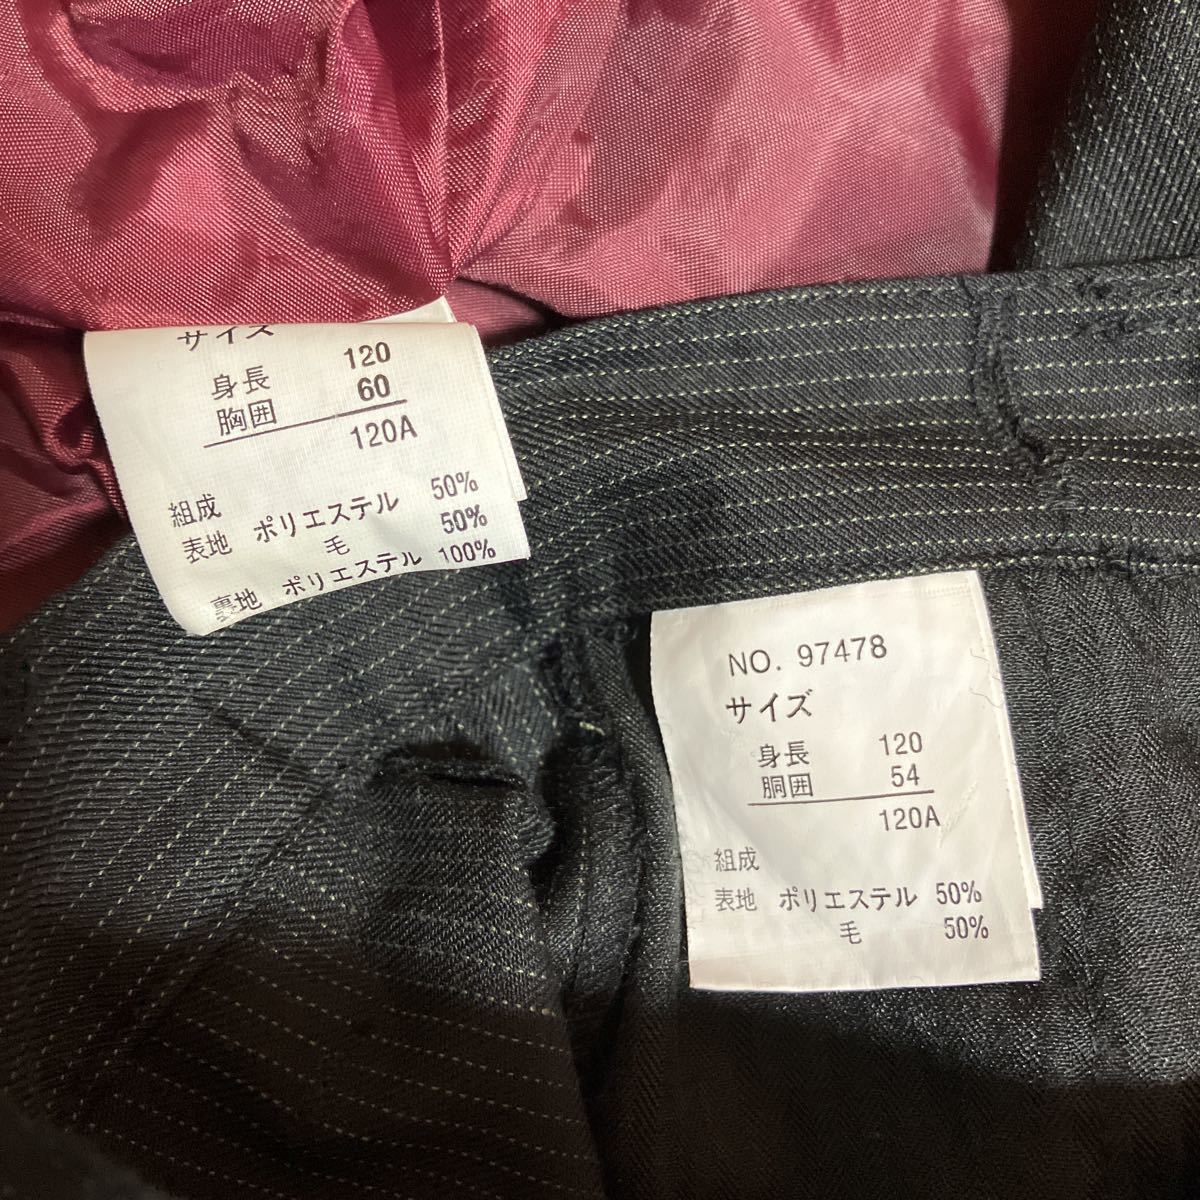 サイズ
身長 120
胸囲 60
120A
組成
表地 ポリエステル 50%
毛 50%
裏地 ポリエステル 100%
NO. 97478
サイズ
身長 120
胴囲 54
120A
組成
表地 ポリエステル 50%
毛 50%